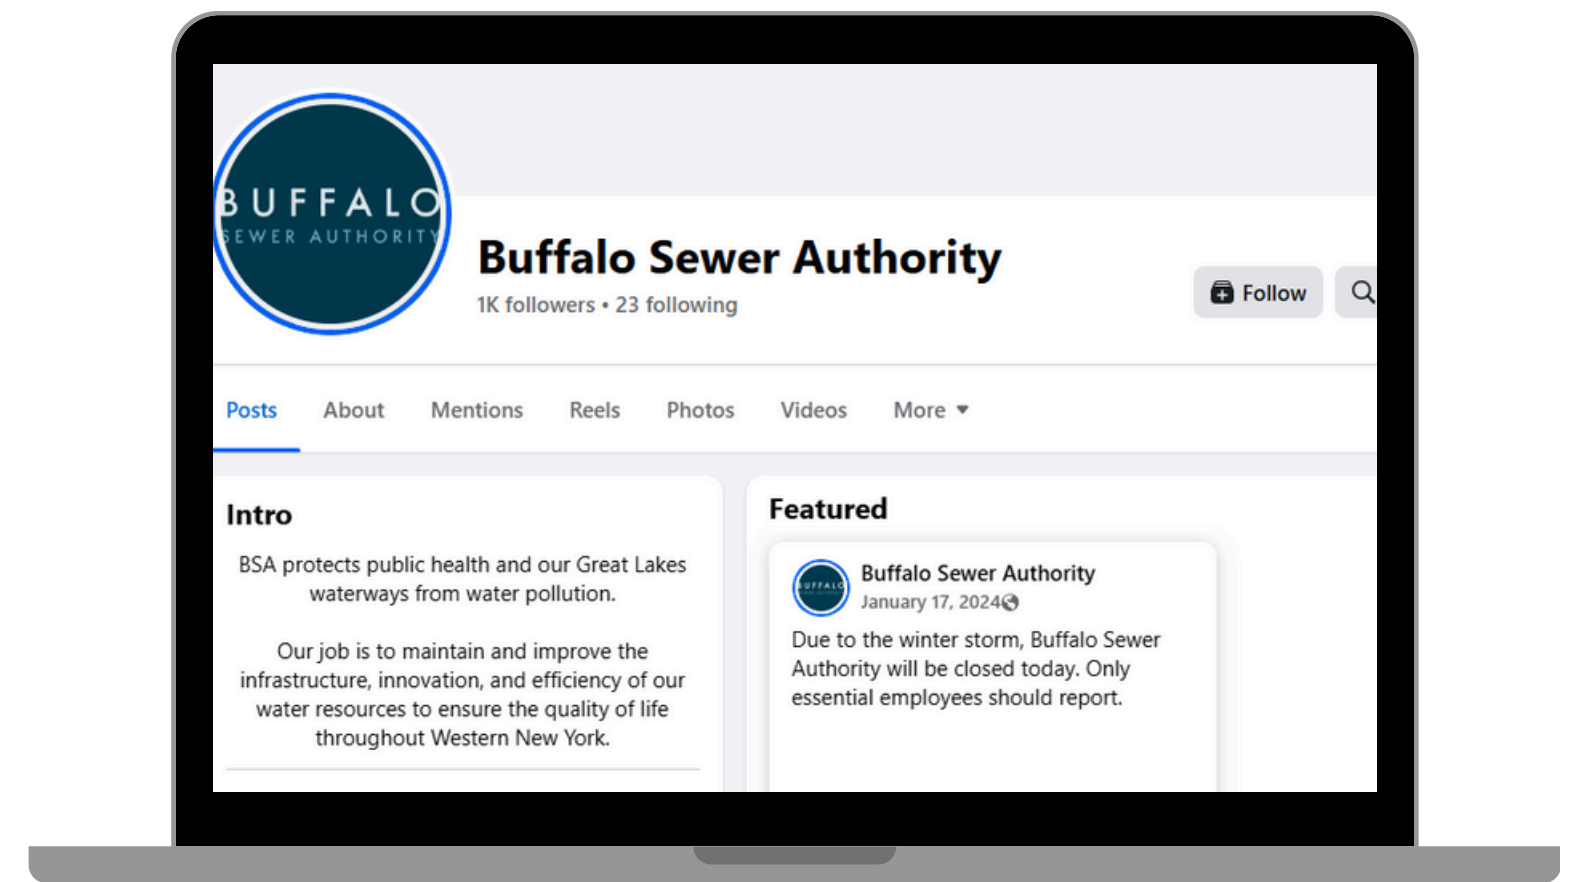 BUFFALO
SEWER AUTHORITY
Buffalo Sewer Authority
1K followers • 23 following
Follow
Posts About Mentions Reels Photos Videos More
Intro
BSA protects public health and our Great Lakes
waterways from water pollution.
Our job is to maintain and improve the
infrastructure, innovation, and efficiency of our
water resources to ensure the quality of life
throughout Western New York.
Featured
BUFFALO
Buffalo Sewer Authority
January 17, 2024
Due to the winter storm, Buffalo Sewer
Authority will be closed today. Only
essential employees should report.